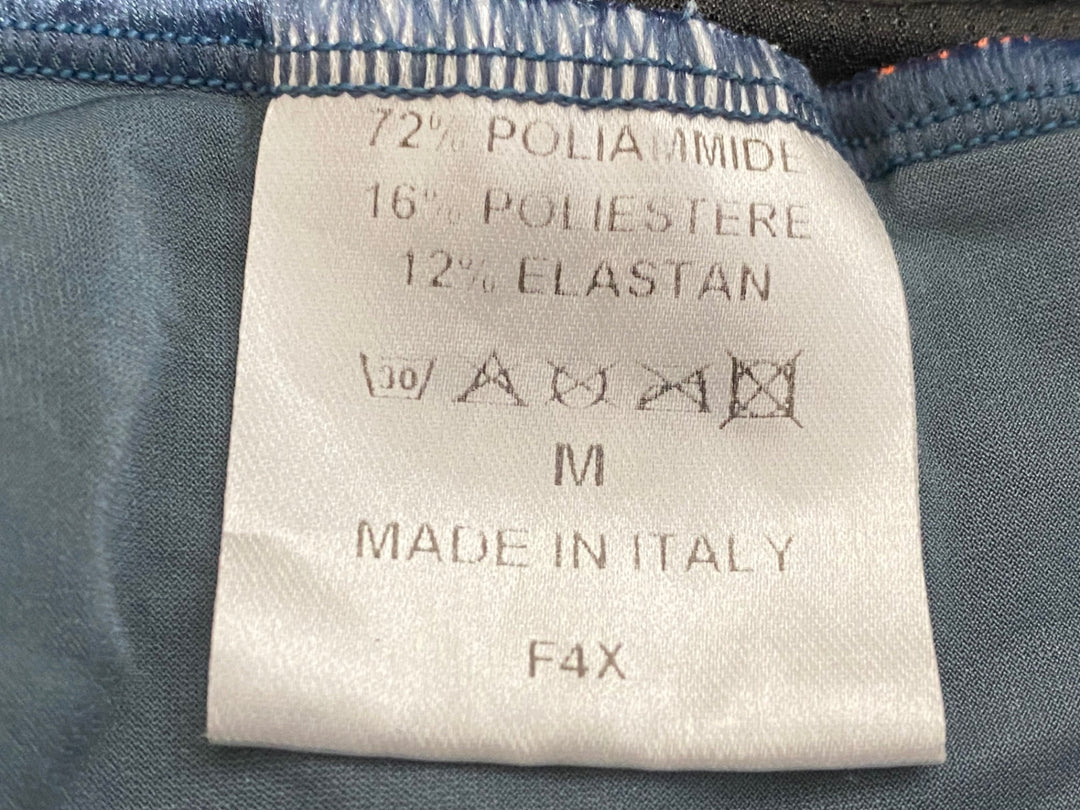 72% POLIAMMIDE
16% POLIESTERE
12% ELASTAN
30
M
MADE IN ITALY
F4X